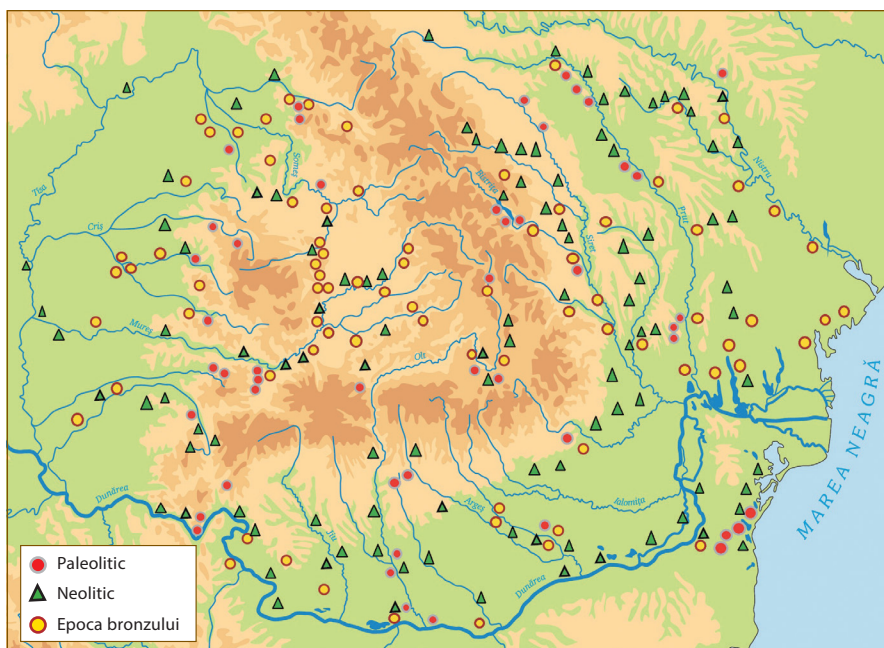 Tisa
Someș
Bistrița
Siret
Prut
Nistru
Criș
Mureș
Olt
Dunărea
Jiu
Argeș
Ialomița
Dunărea
MAREA NEAGRĂ
Paleolitic
Neolitic
Epoca bronzului